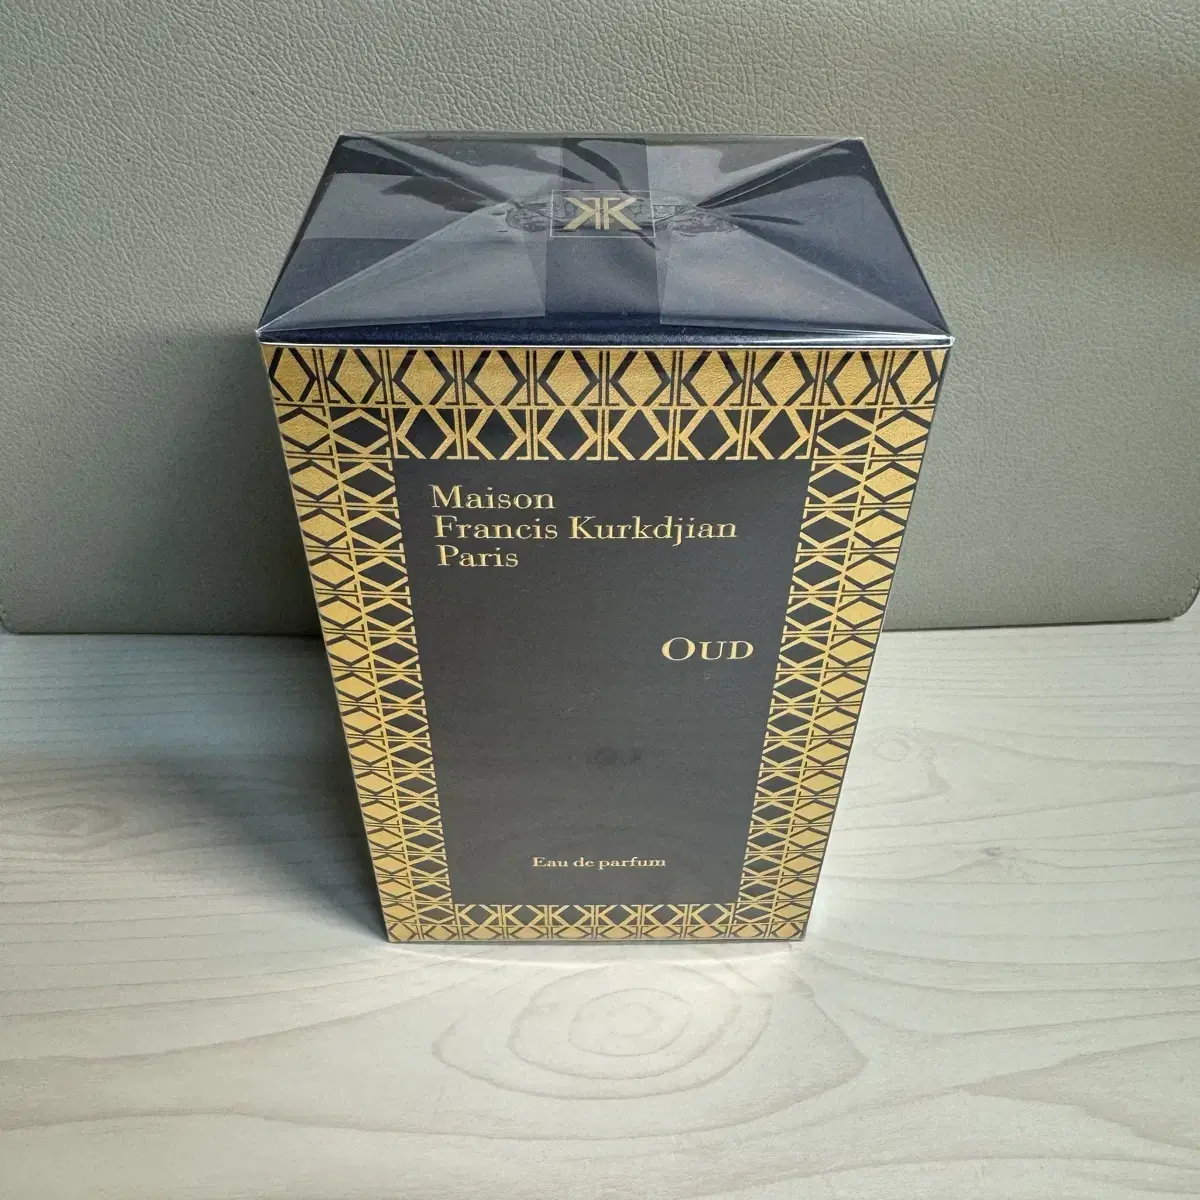 Maison
Francis Kurkdjian
Paris
OUD
Eau de parfum